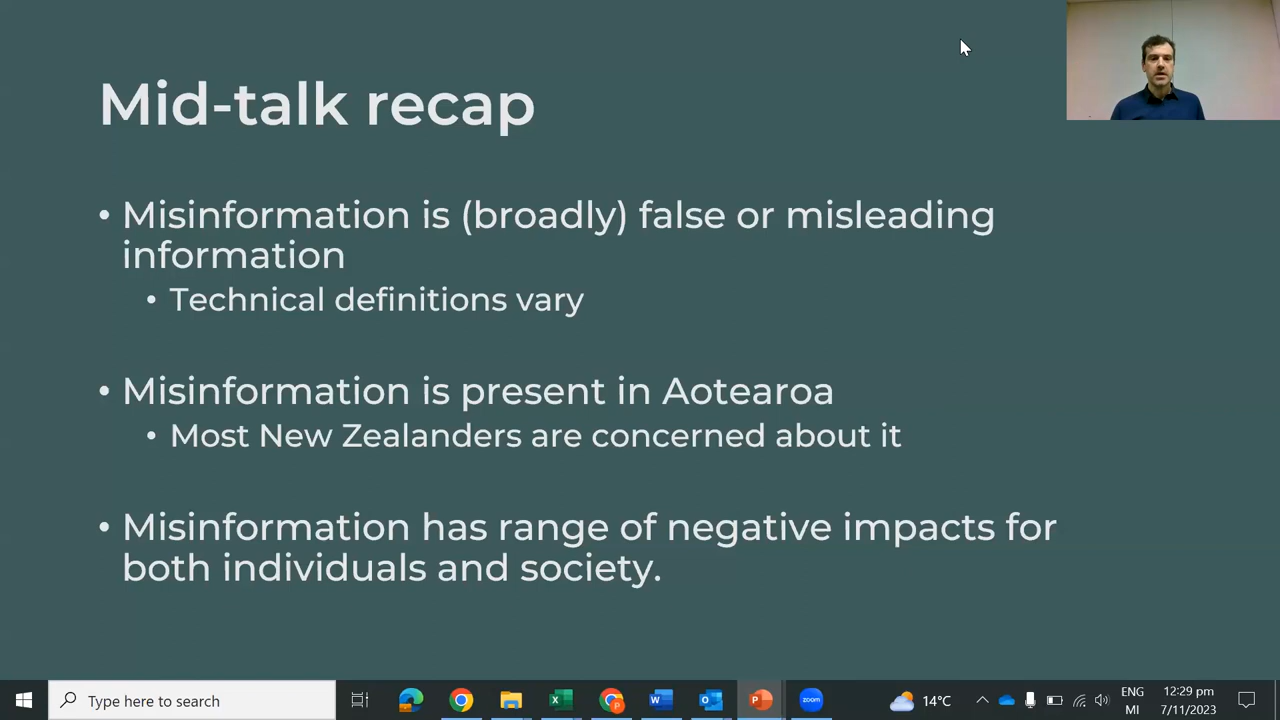 Mid-talk recap
• Misinformation is (broadly) false or misleading
information
• Technical definitions vary
• Misinformation is present in Aotearoa
• Most New Zealanders are concerned about it
• Misinformation has range of negative impacts for
both individuals and society.
Type here to search
zoom
14°C
ENG
MI
12:29 pm
7/11/2023